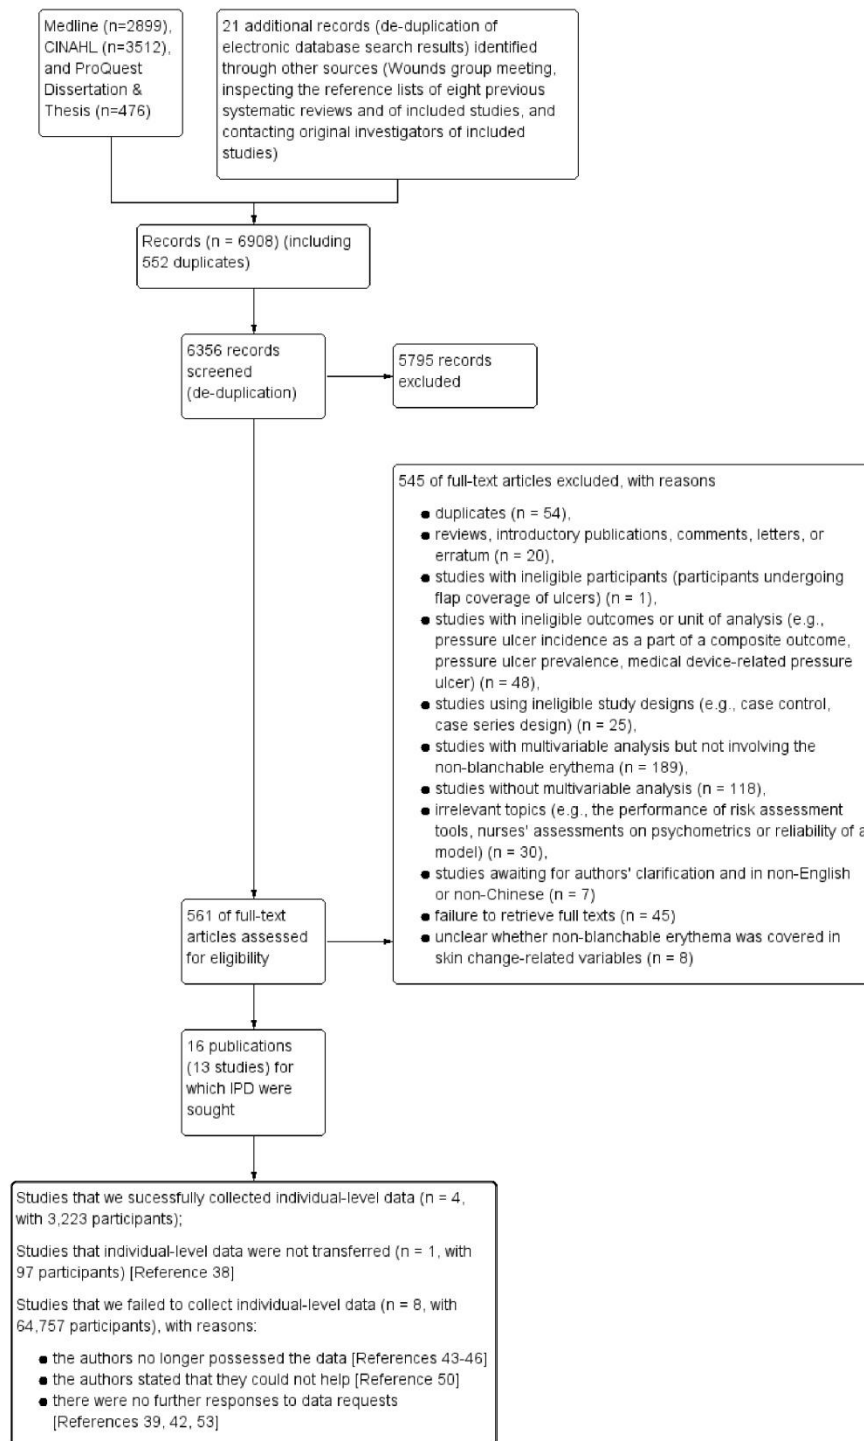 Medline (n=2899),
CINAHL (n=3512),
and ProQuest
Dissertation &
Thesis (n=476)
21 additional records (de-duplication of
electronic database search results) identified
through other sources (Wounds group meeting,
inspecting the reference lists of eight previous
systematic reviews and of included studies, and
contacting original investigators of included
studies)
Records (n = 6908) (including
552 duplicates)
6356 records
screened
(de-duplication)
5795 records
excluded
545 of full-text articles excluded, with reasons
● duplicates (n = 54),
● reviews, introductory publications, comments, letters, or
erratum (n = 20),
● studies with ineligible participants (participants undergoing
flap coverage of ulcers) (n = 1),
● studies with ineligible outcomes or unit of analysis (e.g.,
pressure ulcer incidence as a part of a composite outcome,
pressure ulcer prevalence, medical device-related pressure
ulcer) (n = 48),
● studies using ineligible study designs (e.g., case control,
case series design) (n = 25),
● studies with multivariable analysis but not involving the
non-blanchable erythema (n = 189),
● studies without multivariable analysis (n = 118),
● irrelevant topics (e.g., the performance of risk assessment
tools, nurses' assessments on psychometrics or reliability of a
model) (n = 30),
● studies awaiting for authors' clarification and in non-English
or non-Chinese (n = 7)
● failure to retrieve full texts (n = 45)
● unclear whether non-blanchable erythema was covered in
skin change-related variables (n = 8)
561 of full-text
articles assessed
for eligibility
16 publications
(13 studies) for
which IPD were
sought
Studies that we sucessfully collected individual-level data (n = 4,
with 3,223 participants);
Studies that individual-level data were not transferred (n = 1, with
97 participants) [Reference 38]
Studies that we failed to collect individual-level data (n = 8, with
64,757 participants), with reasons:
● the authors no longer possessed the data [References 43-46]
● the authors stated that they could not help [Reference 50]
● there were no further responses to data requests
[References 39, 42, 53]